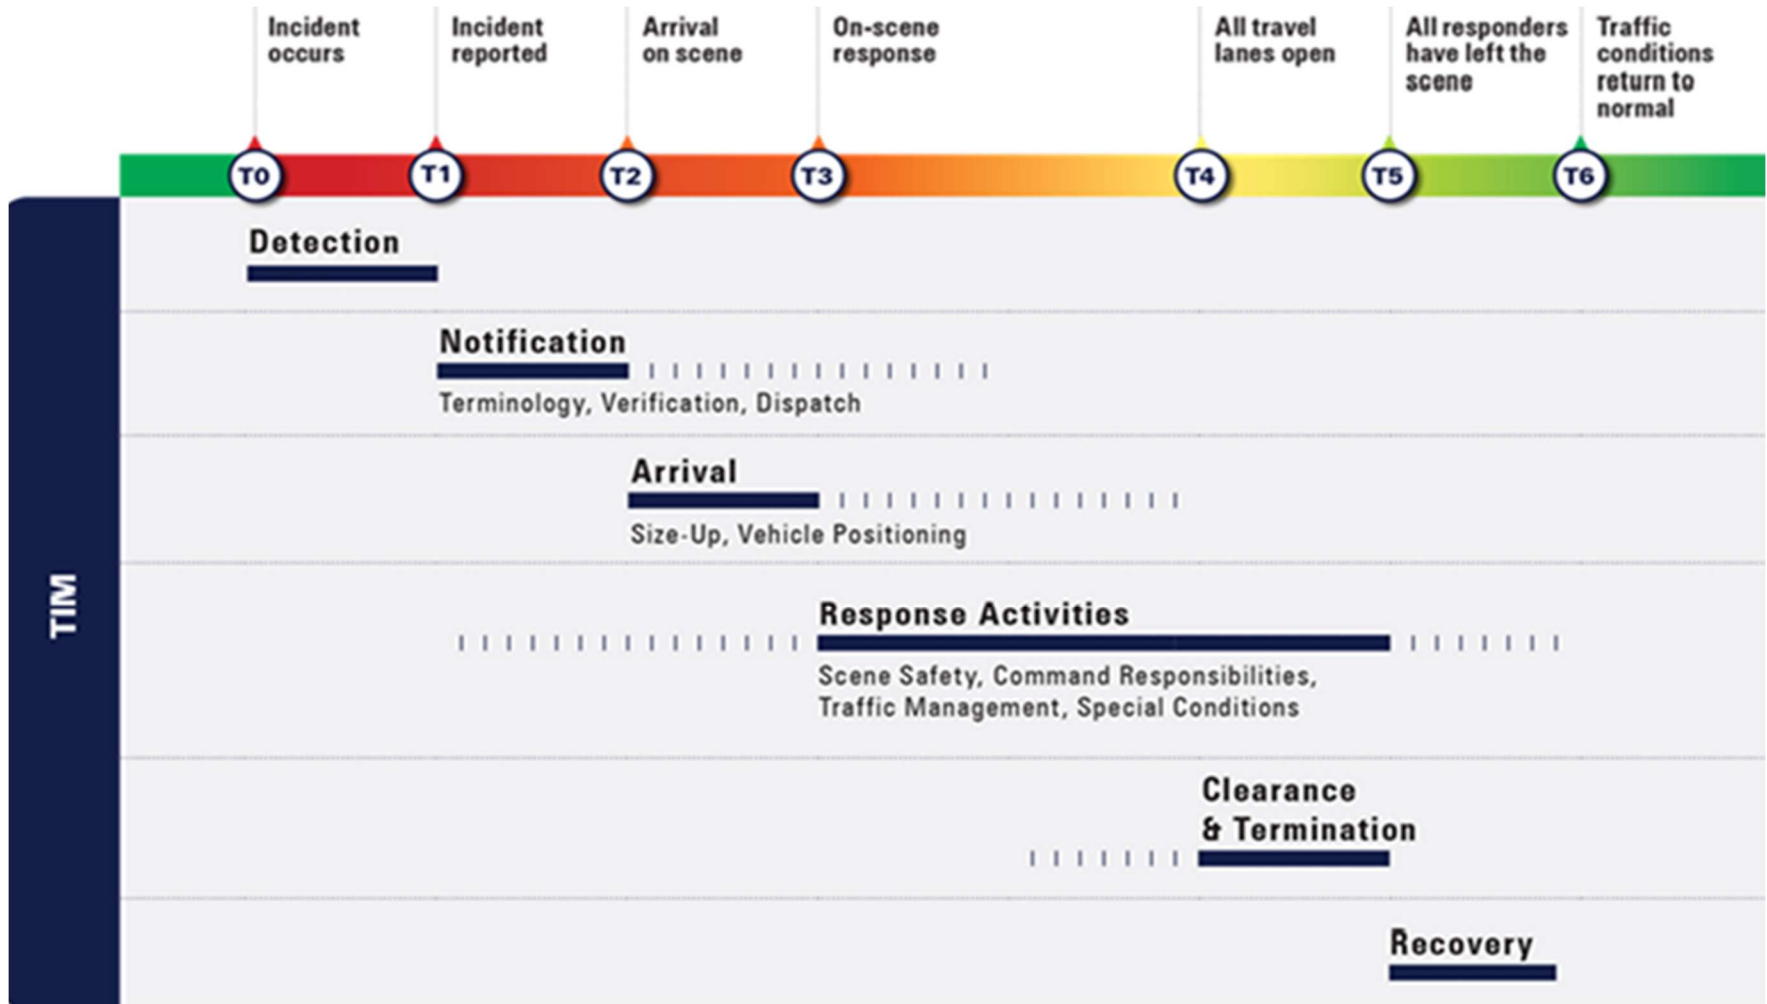 Incident
occurs
Incident
reported
Arrival
on scene
On-scene
response
All travel
lanes open
All responders
have left the
scene
Traffic
conditions
return to
normal
T0
T1
T2
T3
T4
T5
T6
TIM
Detection
Notification
Terminology, Verification, Dispatch
Arrival
Size-Up, Vehicle Positioning
Response Activities
Scene Safety, Command Responsibilities,
Traffic Management, Special Conditions
Clearance
& Termination
Recovery